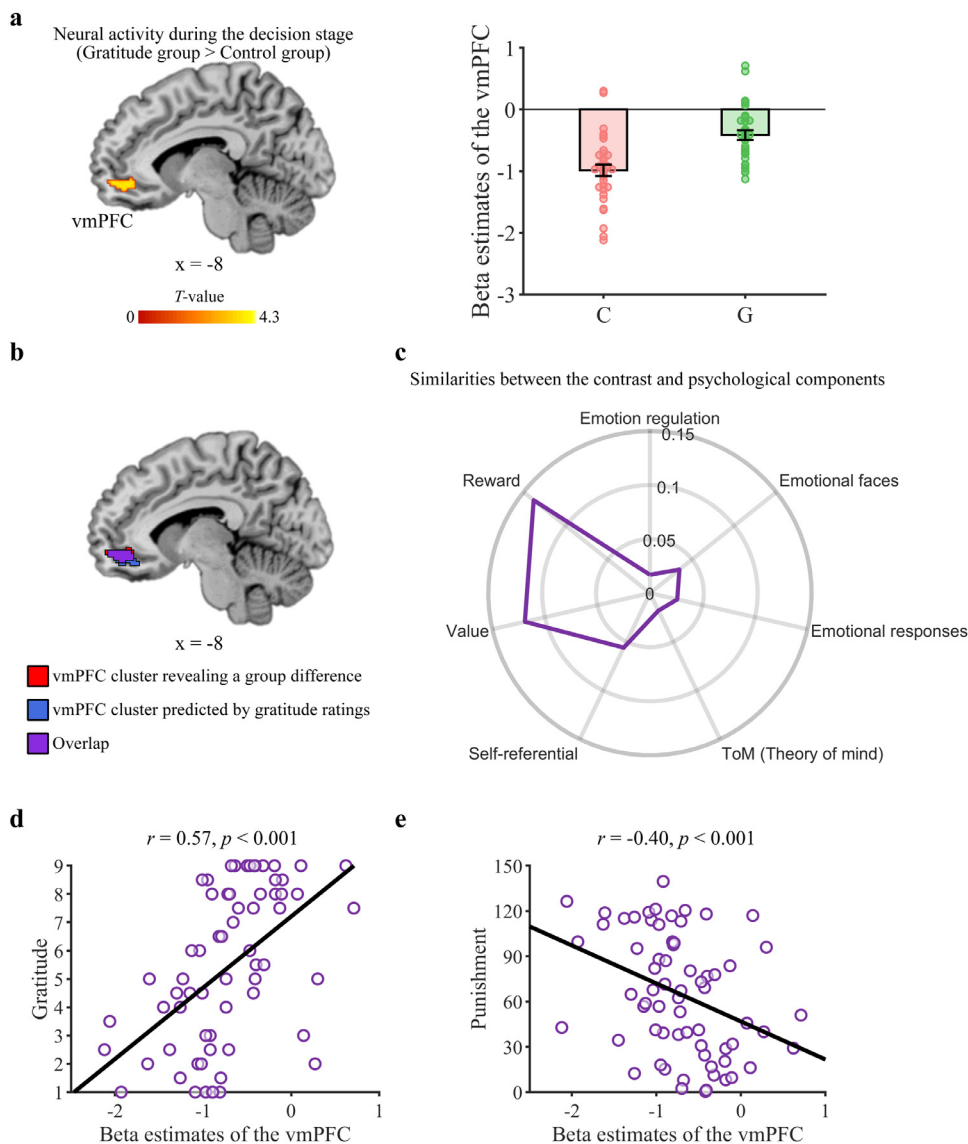 a
Neural activity during the decision stage
(Gratitude group > Control group)
vmPFC
x = -8
T-value
0
4.3
Beta estimates of the vmPFC
1
0
-1
-2
-3
C
G
b
x = -8
vmPFC cluster revealing a group difference
vmPFC cluster predicted by gratitude ratings
Overlap
c
Similarities between the contrast and psychological components
Emotion regulation
0.15
Reward
Emotional faces
0.1
0.05
0
Value
Emotional responses
Self-referential
ToM (Theory of mind)
d
r = 0.57, p < 0.001
Gratitude
9
8
7
6
5
4
3
2
1
-2
-1
0
1
Beta estimates of the vmPFC
e
r = -0.40, p < 0.001
Punishment
150
120
90
60
30
0
-2
-1
0
1
Beta estimates of the vmPFC